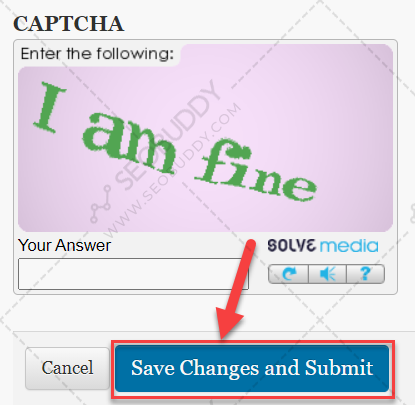 CAPTCHA
Enter the following:
I am fine
SEOBUDDY
WWW.SEOBUDDY.COM
Your Answer
SOLVE media
?
Cancel
Save Changes and Submit